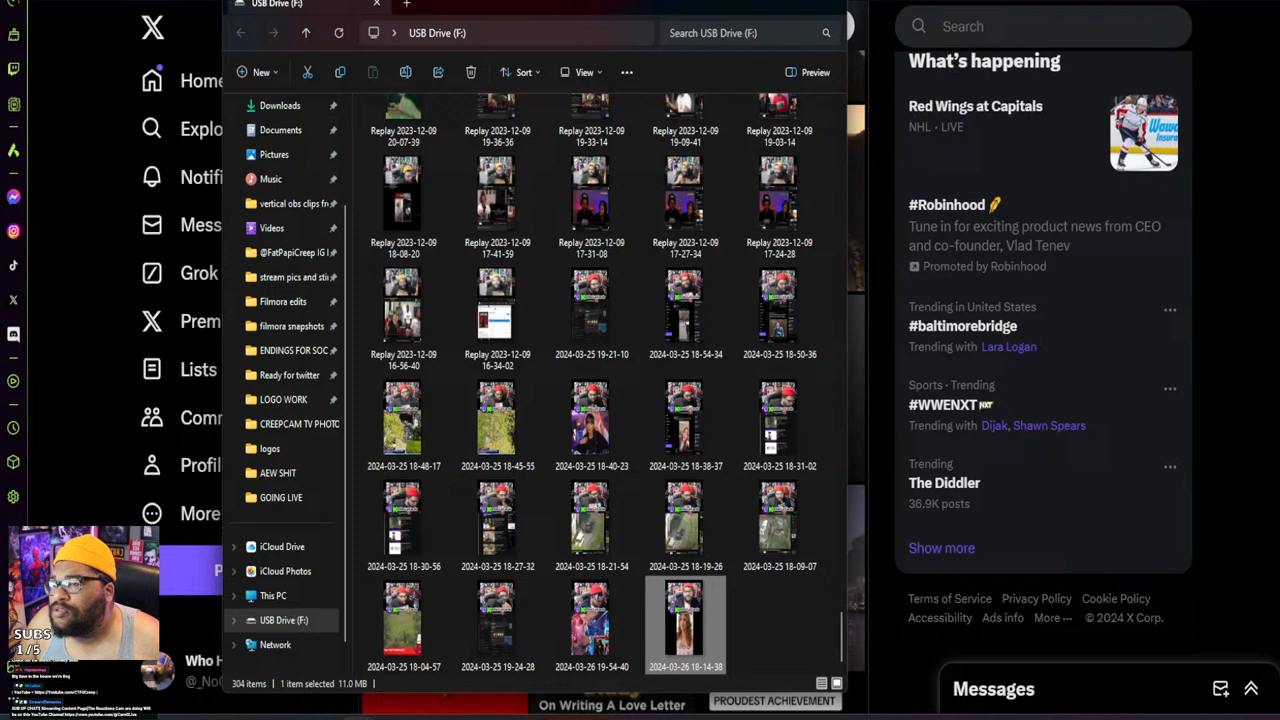 USB Drive (F:)
USB Drive (F:)
Search USB Drive (F:)
New
Sort
View
Preview
Home
Explo
Notifi
Mess
Grok
Prem
Lists
Comm
Profil
More
P
Who H
@_NoC
Downloads
Documents
Pictures
Music
vertical obs clips fn
Videos
@FatPapiCreep IG I
stream pics and sti
Filmora edits
filmora snapshots
ENDINGS FOR SOC
Ready for twitter
LOGO WORK
CREEPCAM TV PHOTO
logos
AEW SHIT
GOING LIVE
iCloud Drive
iCloud Photos
This PC
USB Drive (F:)
Network
Replay 2023-12-09 20-07-39
Replay 2023-12-09 19-36-36
Replay 2023-12-09 19-33-14
Replay 2023-12-09 19-09-41
Replay 2023-12-09 19-03-14
Replay 2023-12-09 18-08-20
Replay 2023-12-09 17-41-59
Replay 2023-12-09 17-31-08
Replay 2023-12-09 17-27-34
Replay 2023-12-09 17-24-28
Replay 2023-12-09 16-56-40
Replay 2023-12-09 16-34-02
2024-03-25 19-21-10
2024-03-25 18-54-34
2024-03-25 18-50-36
2024-03-25 18-48-17
2024-03-25 18-45-55
2024-03-25 18-40-23
2024-03-25 18-38-37
2024-03-25 18-31-02
2024-03-25 18-30-56
2024-03-25 18-27-32
2024-03-25 18-21-54
2024-03-25 18-19-26
2024-03-25 18-09-07
2024-03-25 18-04-57
2024-03-25 19-24-28
2024-03-25 19-54-40
2024-03-26 18-14-38
304 items
1 item selected 11.0 MB
On Writing A Love Letter
PROUDEST ACHIEVEMENT
SUBS
1/5
Search
What's happening
Red Wings at Capitals
NHL · LIVE
#Robinhood
Tune in for exciting product news from CEO
and co-founder, Vlad Tenev
Promoted by Robinhood
Trending in United States
#baltimorebridge
Trending with Lara Logan
Sports · Trending
#WWENXT
Trending with Dijak, Shawn Spears
Trending
The Diddler
36.9K posts
Show more
Terms of Service Privacy Policy Cookie Policy
Accessibility Ads info More ··· © 2024 X Corp.
Messages